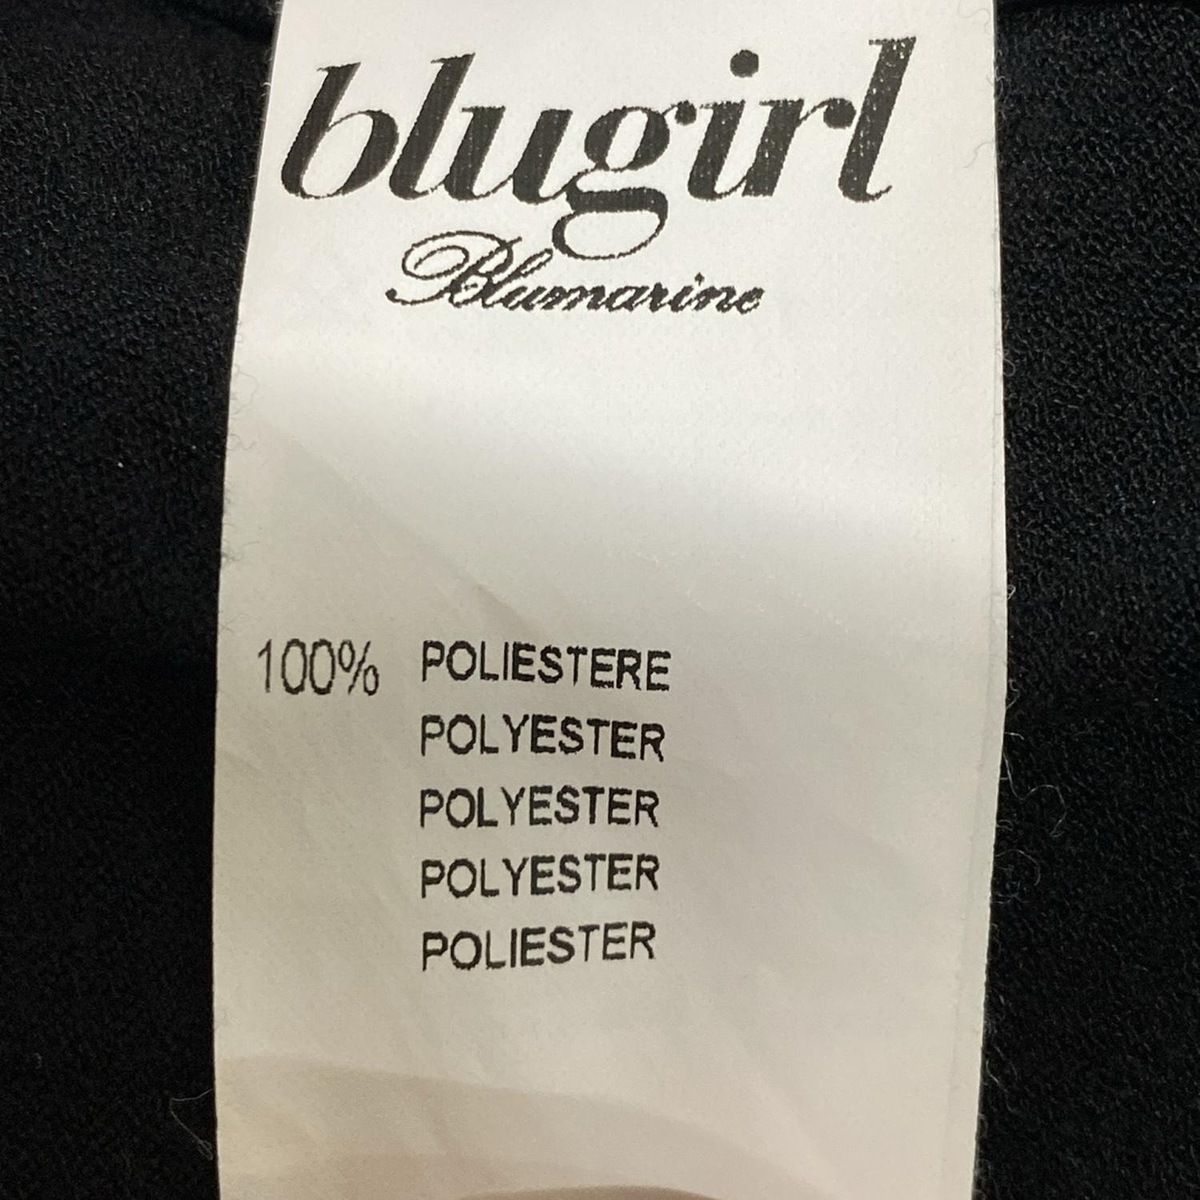 blugirl
Blumarine
100% POLIESTERE
POLYESTER
POLYESTER
POLYESTER
POLIESTER